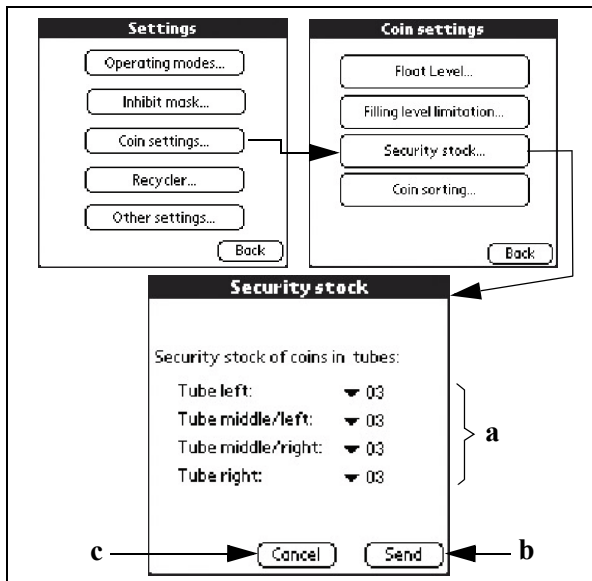 Settings
Operating modes...
Inhibit mask...
Coin settings...
Recycler...
Other settings...
Back
Coin settings
Float Level...
Filling level limitation...
Security stock...
Coin sorting...
Back
Security stock
Security stock of coins in tubes:
Tube left: 03
Tube middle/left: 03
Tube middle/right: 03
Tube right: 03
a
c
Cancel
Send
b